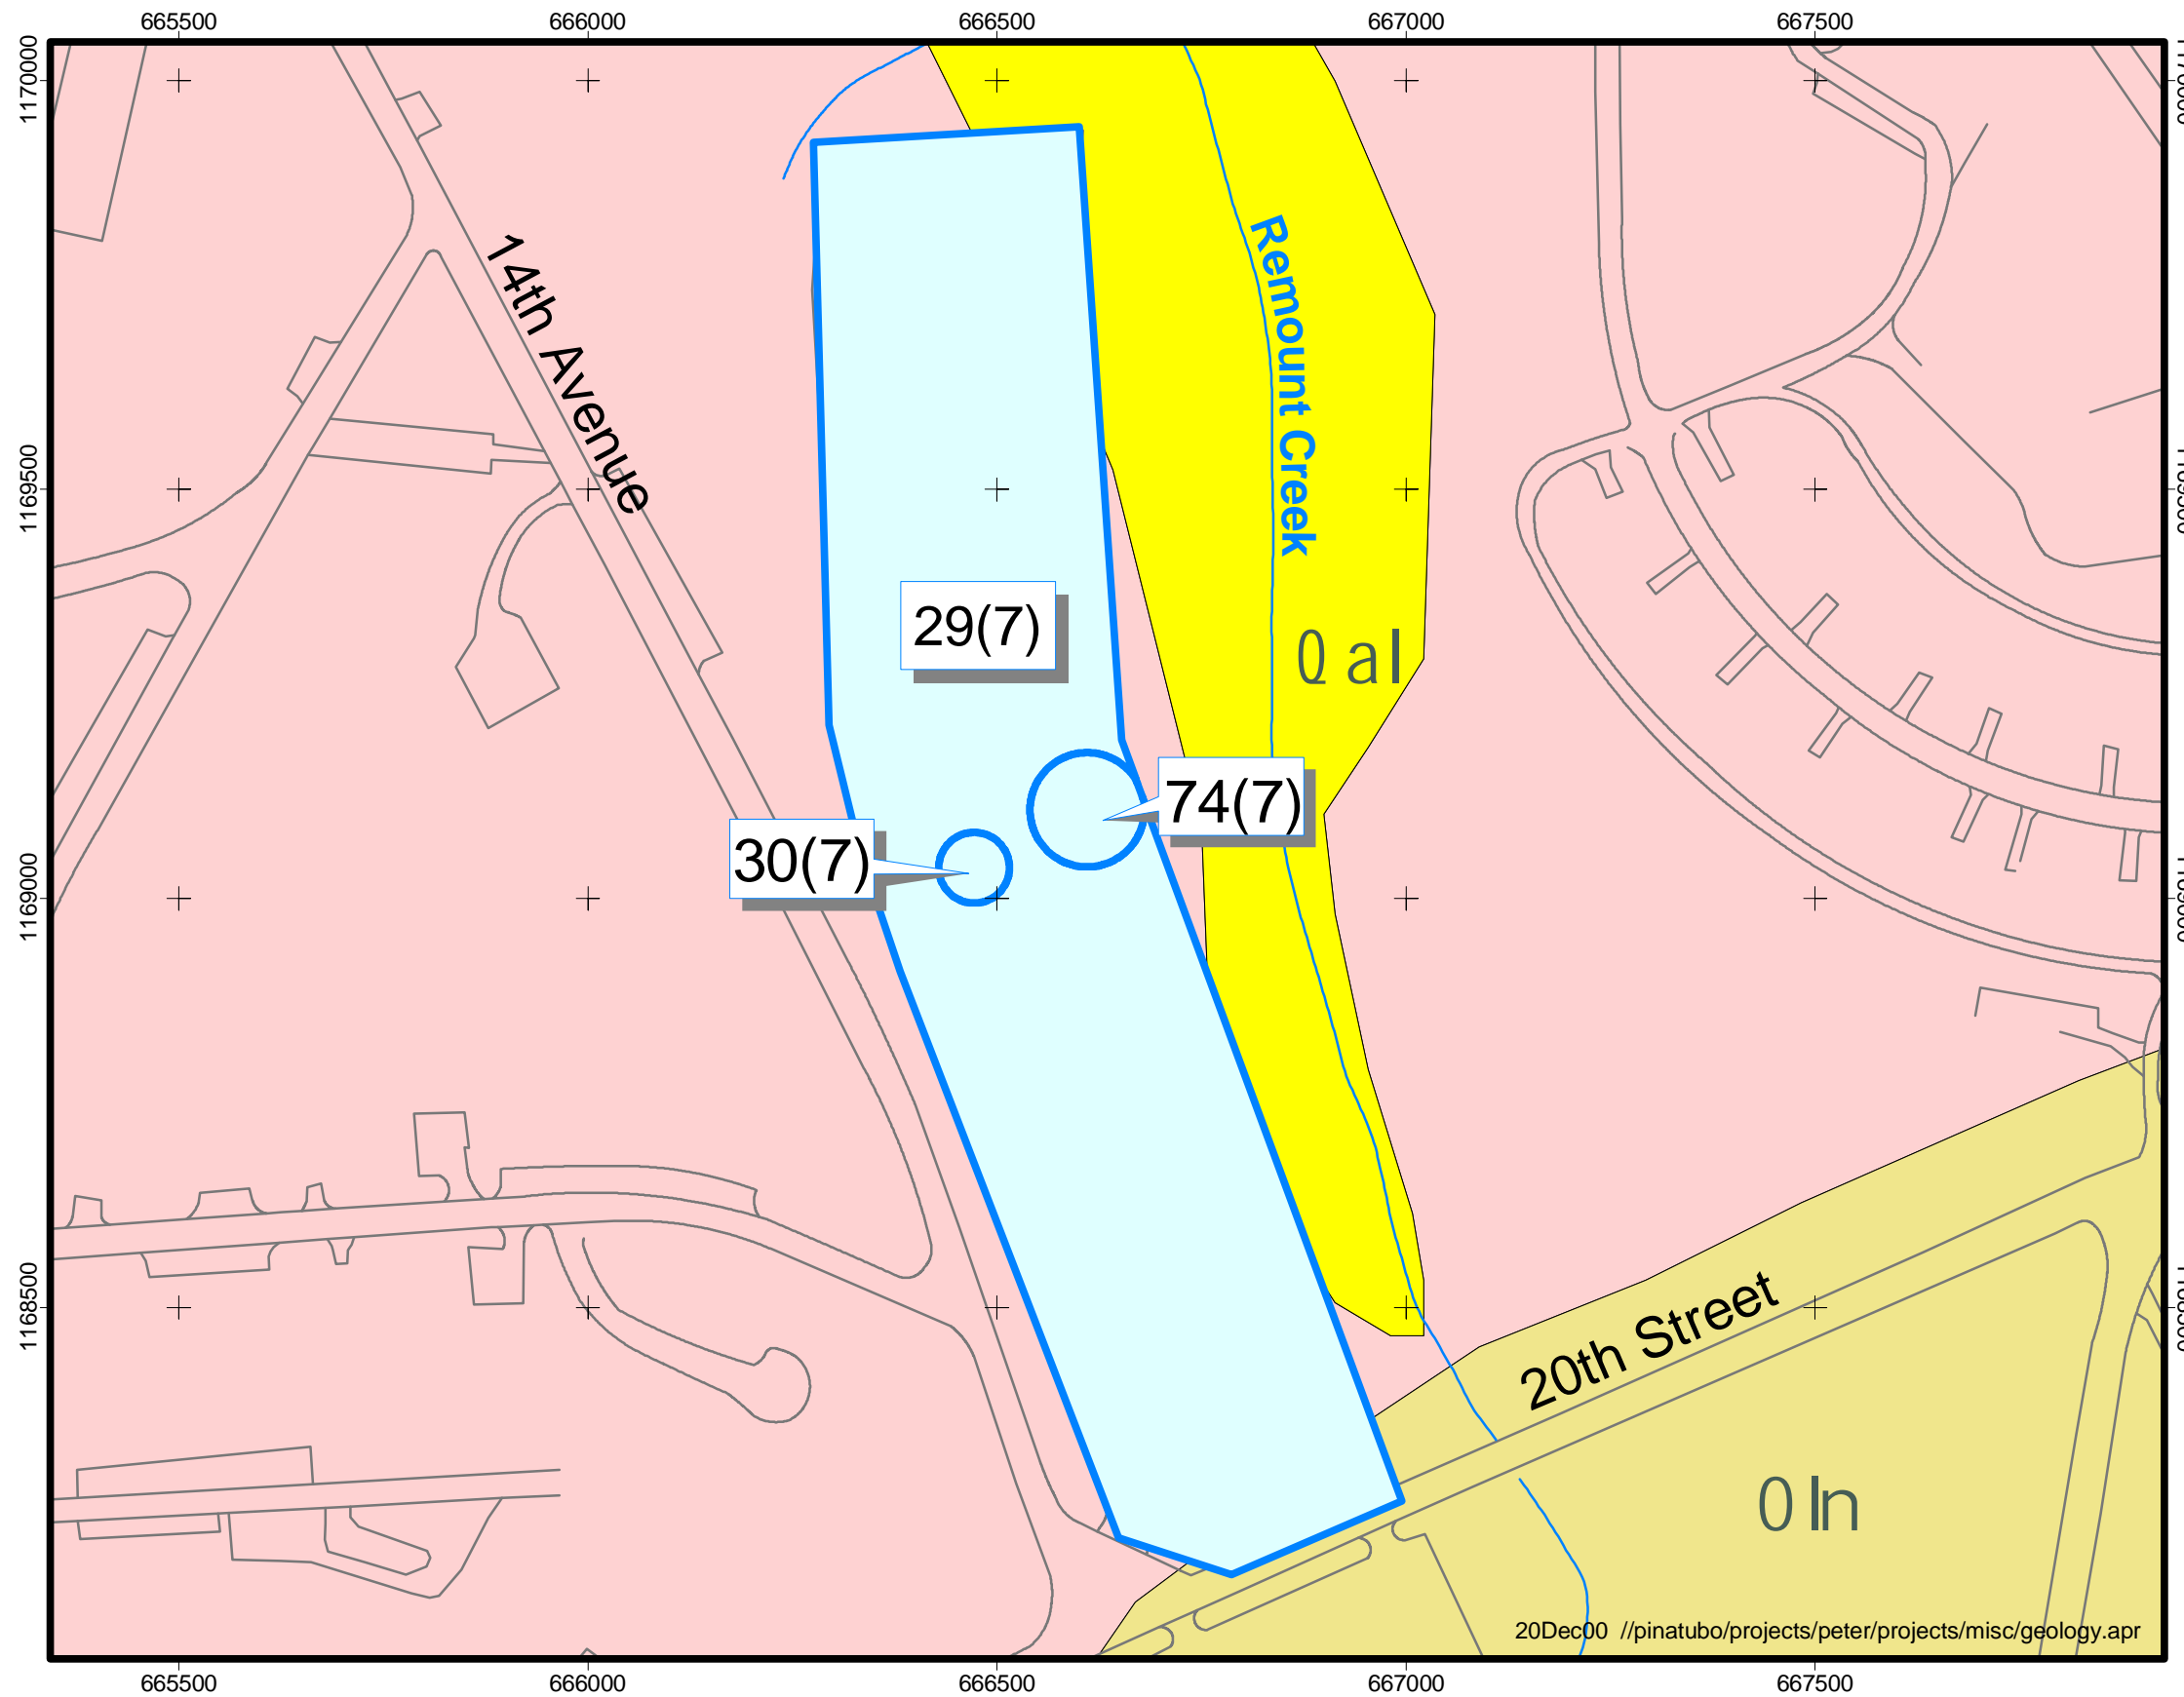 665500 666000 666500 667000 667500
1170000
1169500
1169000
1168500
14th Avenue
Remount Creek
29(7)
Qal
74(7)
30(7)
20th Street
Oln
20Dec00 //pinatubo/projects/peter/projects/misc/geology.apr
665500 666000 666500 667000 667500